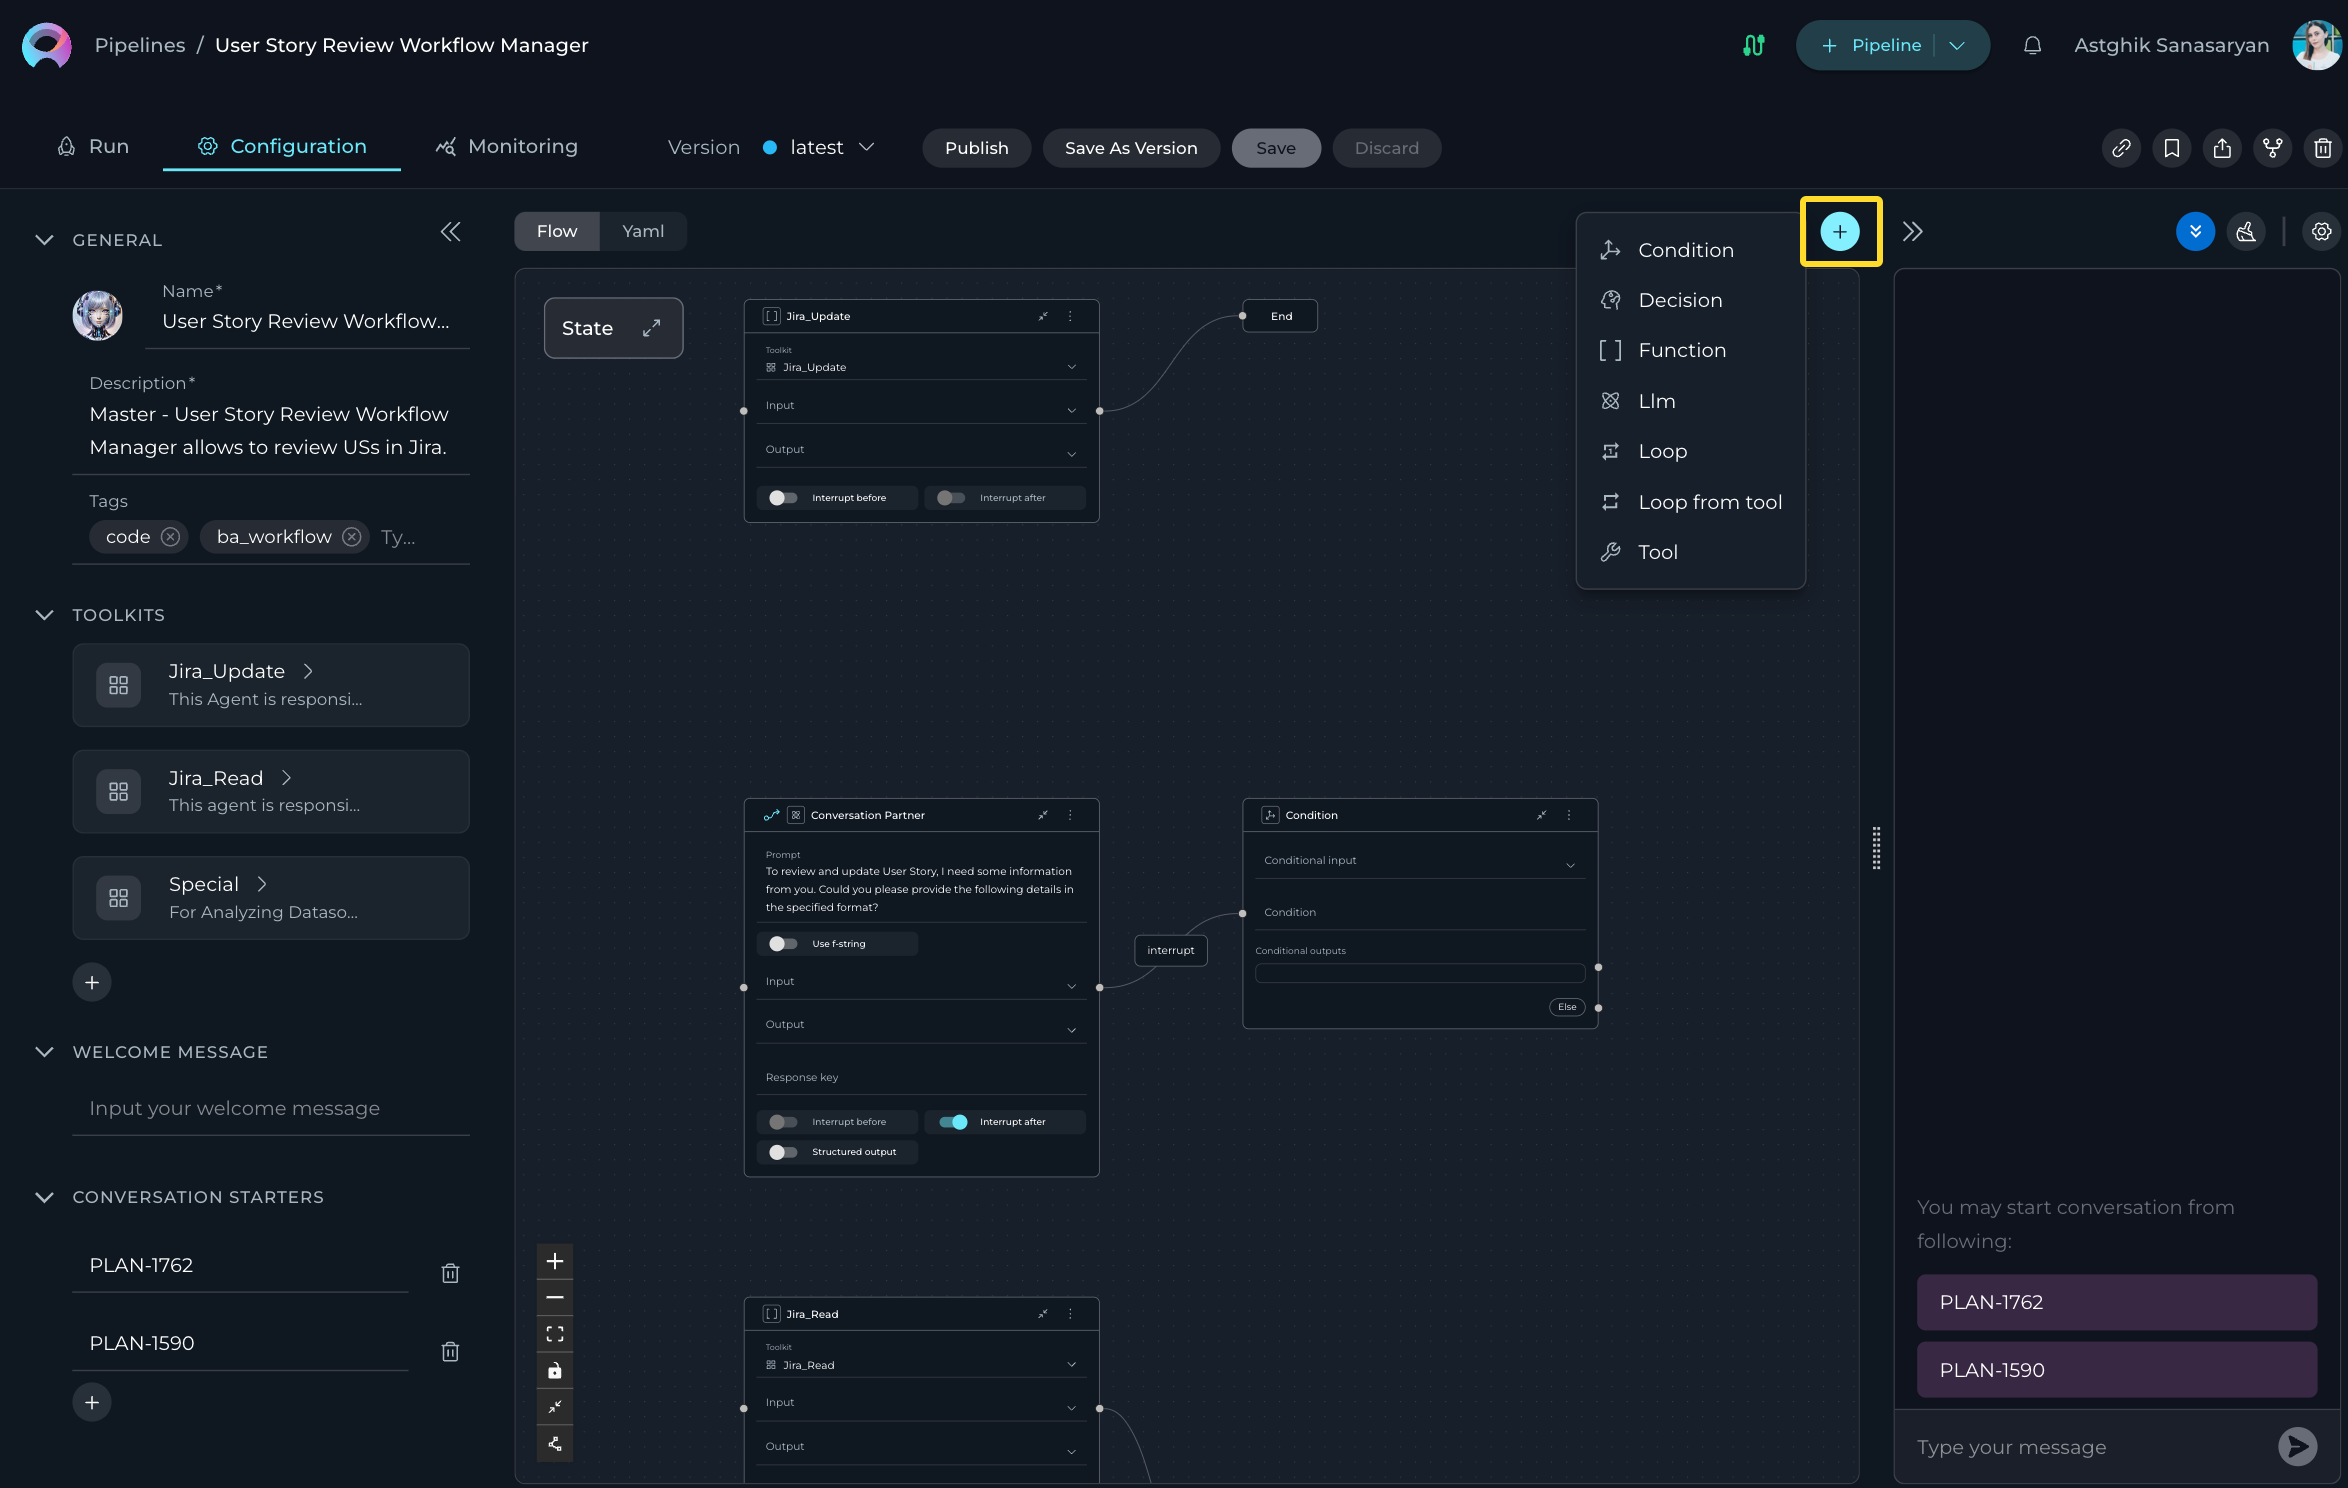 Pipelines / User Story Review Workflow Manager
+ Pipeline
Astghik Sanasaryan
Run
Configuration
Monitoring
Version
latest
Publish
Save As Version
Save
Discard
GENERAL
Name*
User Story Review Workflow...
Description*
Master - User Story Review Workflow
Manager allows to review USs in Jira.
Tags
code
ba_workflow
Ty...
TOOLKITS
Jira_Update
This Agent is responsi...
Jira_Read
This agent is responsi...
Special
For Analyzing Dataso...
WELCOME MESSAGE
Input your welcome message
CONVERSATION STARTERS
PLAN-1762
PLAN-1590
Flow
Yaml
State
Jira_Update
Toolkit
Jira_Update
Input
Output
Interrupt before
Interrupt after
End
Condition
Decision
Function
Llm
Loop
Loop from tool
Tool
Conversation Partner
Prompt
To review and update User Story, I need some information
from you. Could you please provide the following details in
the specified format?
Use f-string
Input
Output
Response key
Interrupt before
Interrupt after
Structured output
interrupt
Condition
Conditional input
Condition
Conditional outputs
Else
Jira_Read
Toolkit
Jira_Read
Input
Output
You may start conversation from
following:
PLAN-1762
PLAN-1590
Type your message